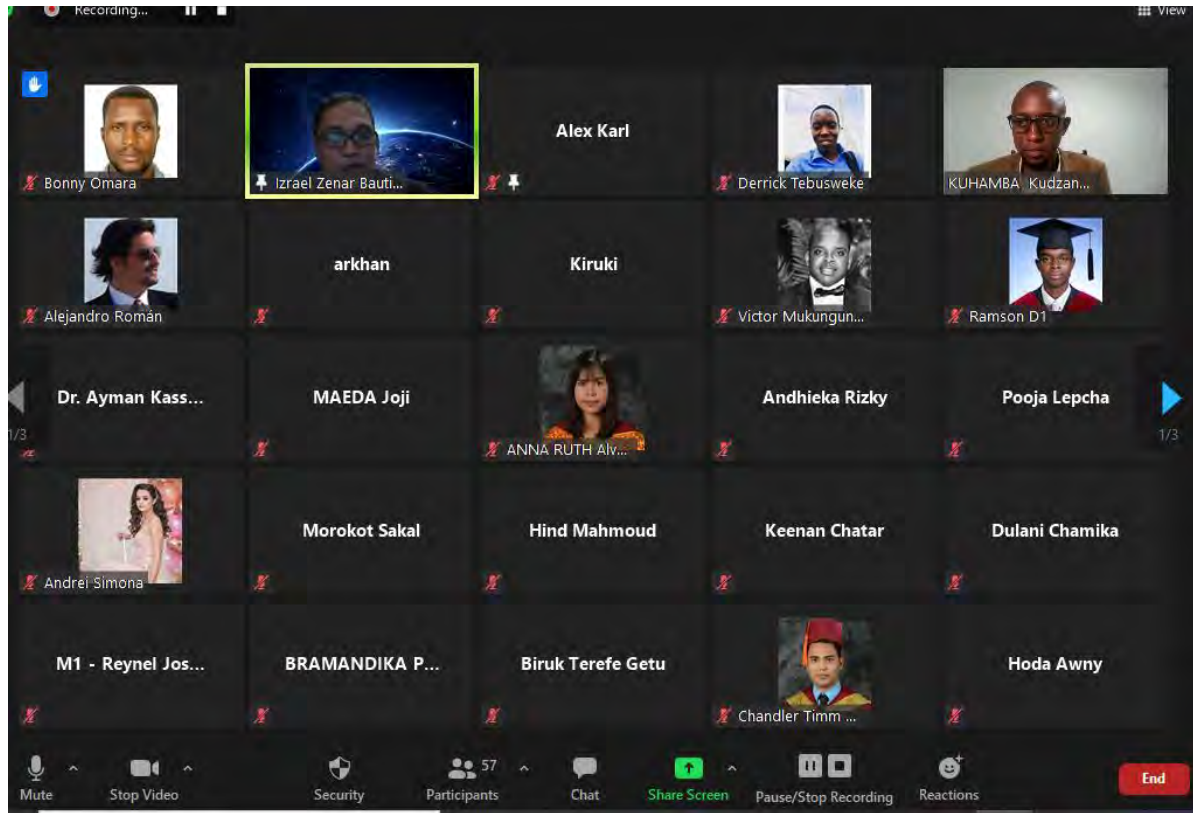 Recording...
View
Bonny Omara
Izrael Zenar Bauti...
Alex Karl
Derrick Tebusweke
KUHAMBA Kudzan...
Alejandro Román
arkhan
Kiruki
Victor Mukungun...
Ramson D1
Dr. Ayman Kass...
MAEDA Joji
ANNA RUTH Alv...
Andhieka Rizky
Pooja Lepcha
1/3
1/3
Andrei Simona
Morokot Sakal
Hind Mahmoud
Keenan Chatar
Dulani Chamika
M1 - Reynel Jos...
BRAMANDIKA P...
Biruk Terefe Getu
Chandler Timm ...
Hoda Awny
Mute
Stop Video
Security
Participants
57
Chat
Share Screen
Pause/Stop Recording
Reactions
End